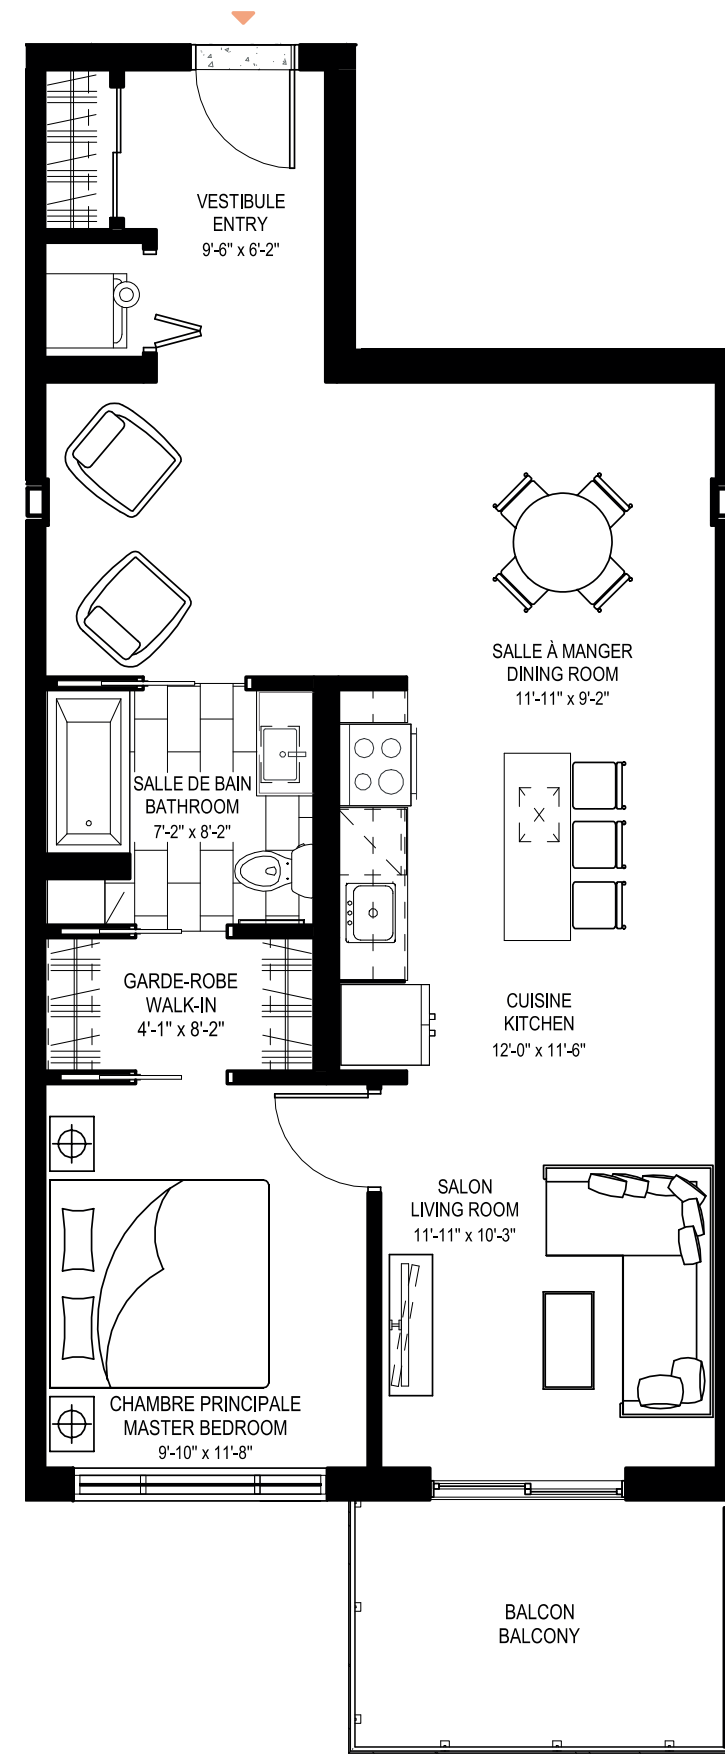 VESTIBULE
ENTRY
9'-6" x 6'-2"
SALLE À MANGER
DINING ROOM
11'-11" x 9'-2"
SALLE DE BAIN
BATHROOM
7'-2" x 8'-2"
GARDE-ROBE
WALK-IN
4'-1" x 8'-2"
CUISINE
KITCHEN
12'-0" x 11'-6"
SALON
LIVING ROOM
11'-11" x 10'-3"
CHAMBRE PRINCIPALE
MASTER BEDROOM
9'-10" x 11'-8"
BALCON
BALCONY